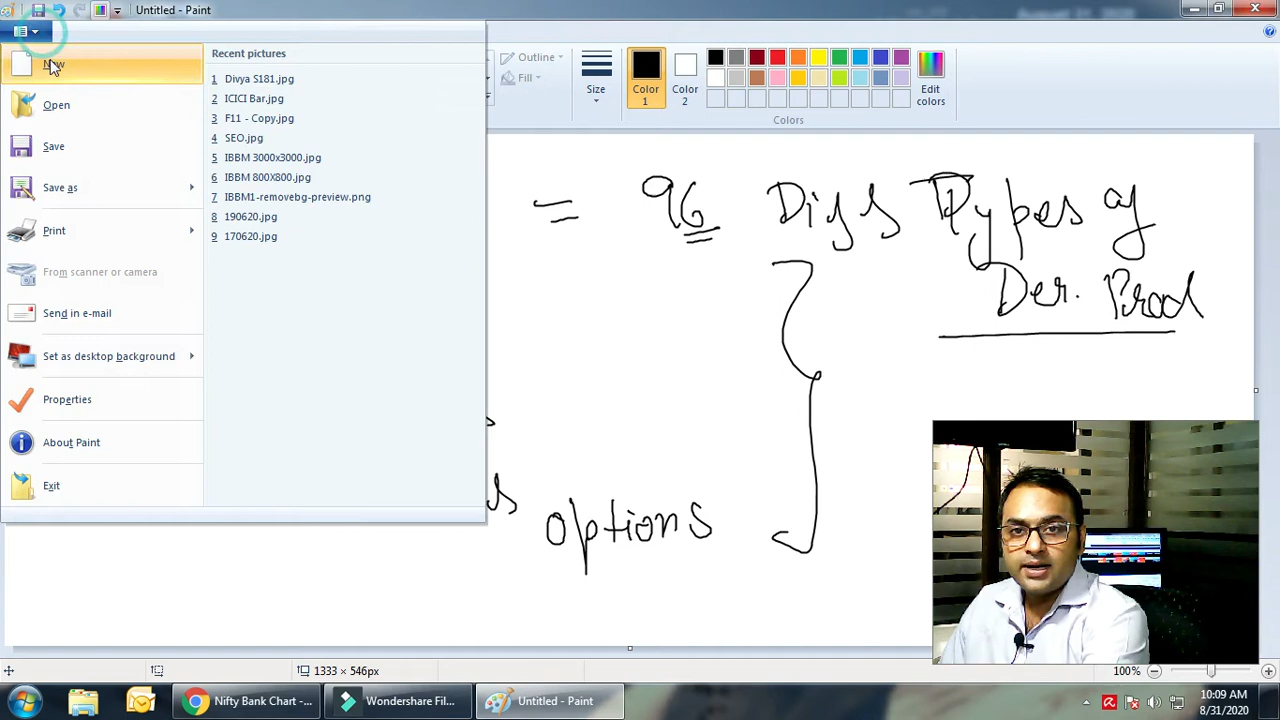 Untitled - Paint
Recent pictures
New
1 Divya S181.jpg
2 ICICI Bar.jpg
Open
3 F11 - Copy.jpg
4 SEO.jpg
Save
5 IBBM 3000x3000.jpg
6 IBBM 800X800.jpg
Save as
7 IBBM1-removebg-preview.png
8 190620.jpg
Print
9 170620.jpg
From scanner or camera
Send in e-mail
Set as desktop background
Properties
About Paint
Exit
Outline
Fill
Size
Color 1
Color 2
Edit colors
Colors
= 96 Types of
Der. Prod
options
1333 × 546px
100%
Nifty Bank Chart - ...
Wondershare Fil...
Untitled - Paint
10:09 AM
8/31/2020